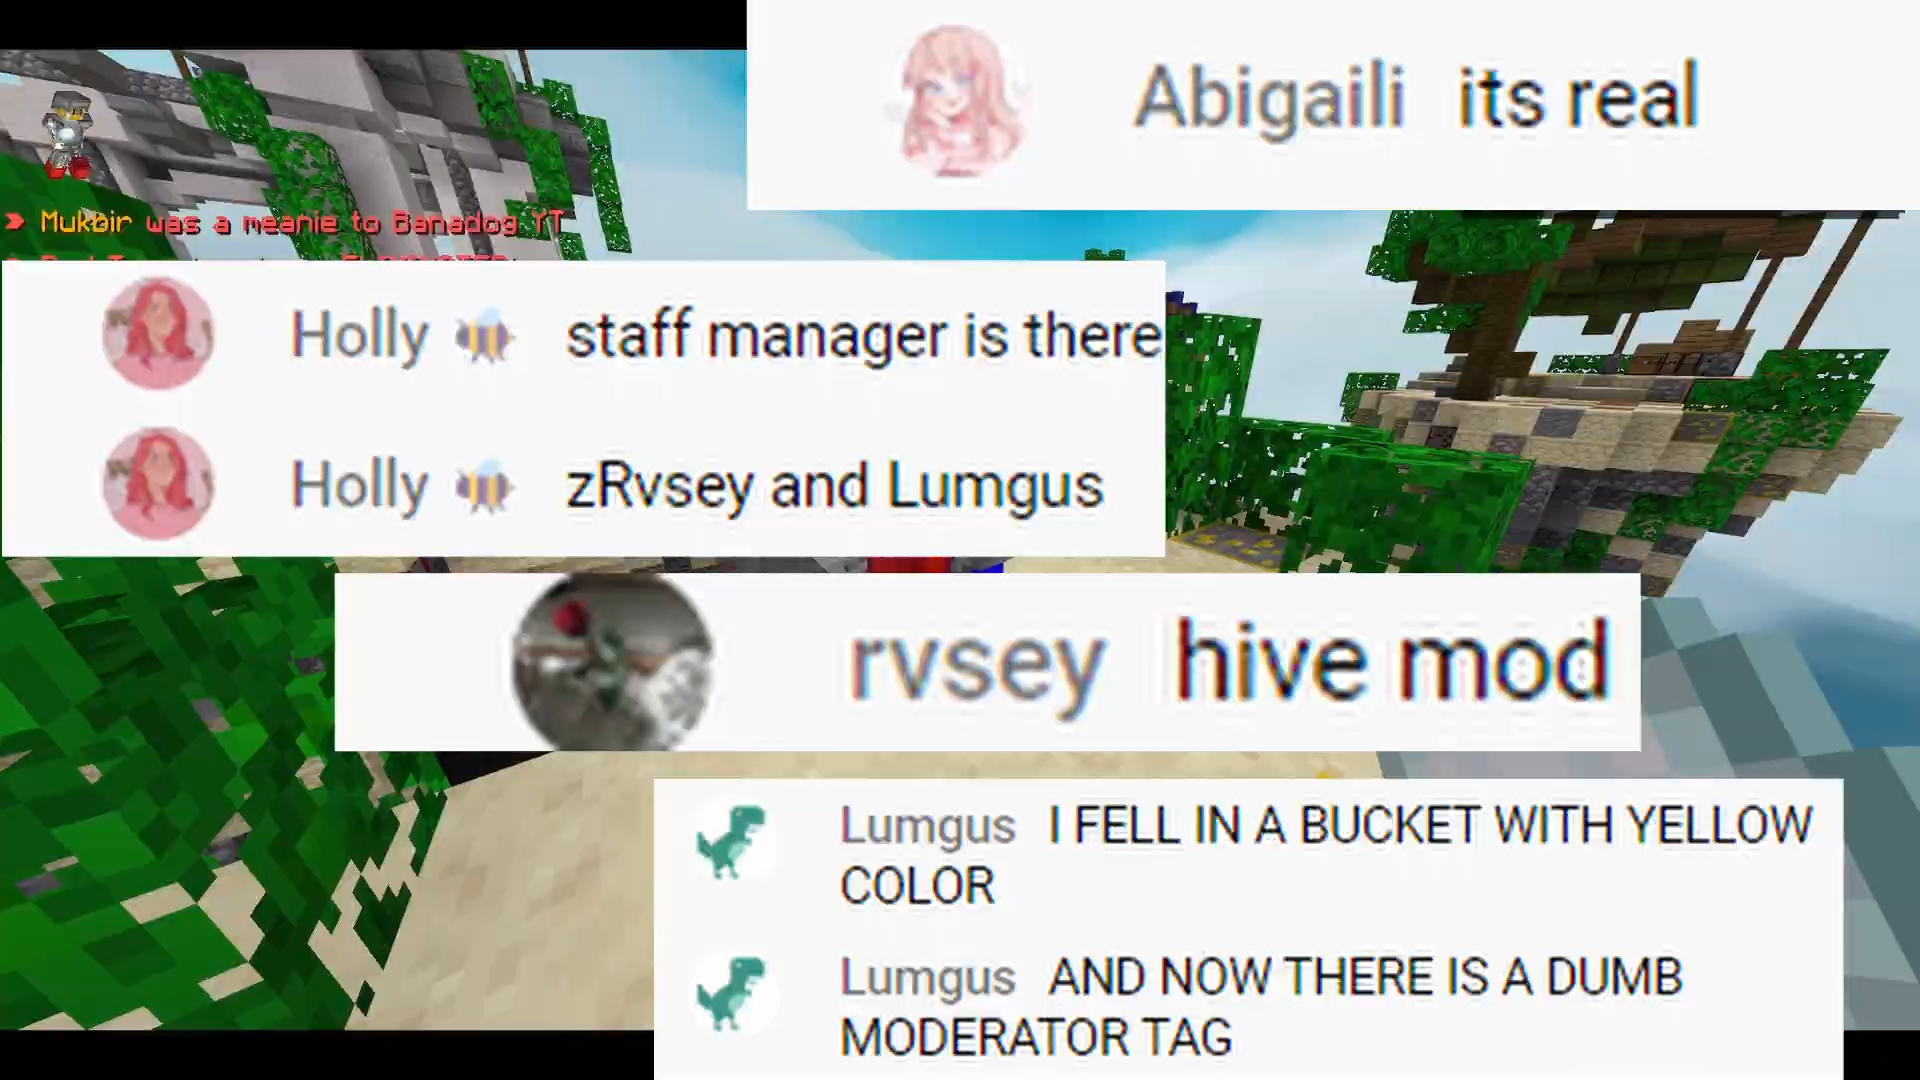 Abigaili its real
» Mukbir was a meanie to Banadog YT
Holly 🐝 staff manager is there
Holly 🐝 zRvsey and Lumgus
rvsey hive mod
Lumgus I FELL IN A BUCKET WITH YELLOW
COLOR
Lumgus AND NOW THERE IS A DUMB
MODERATOR TAG